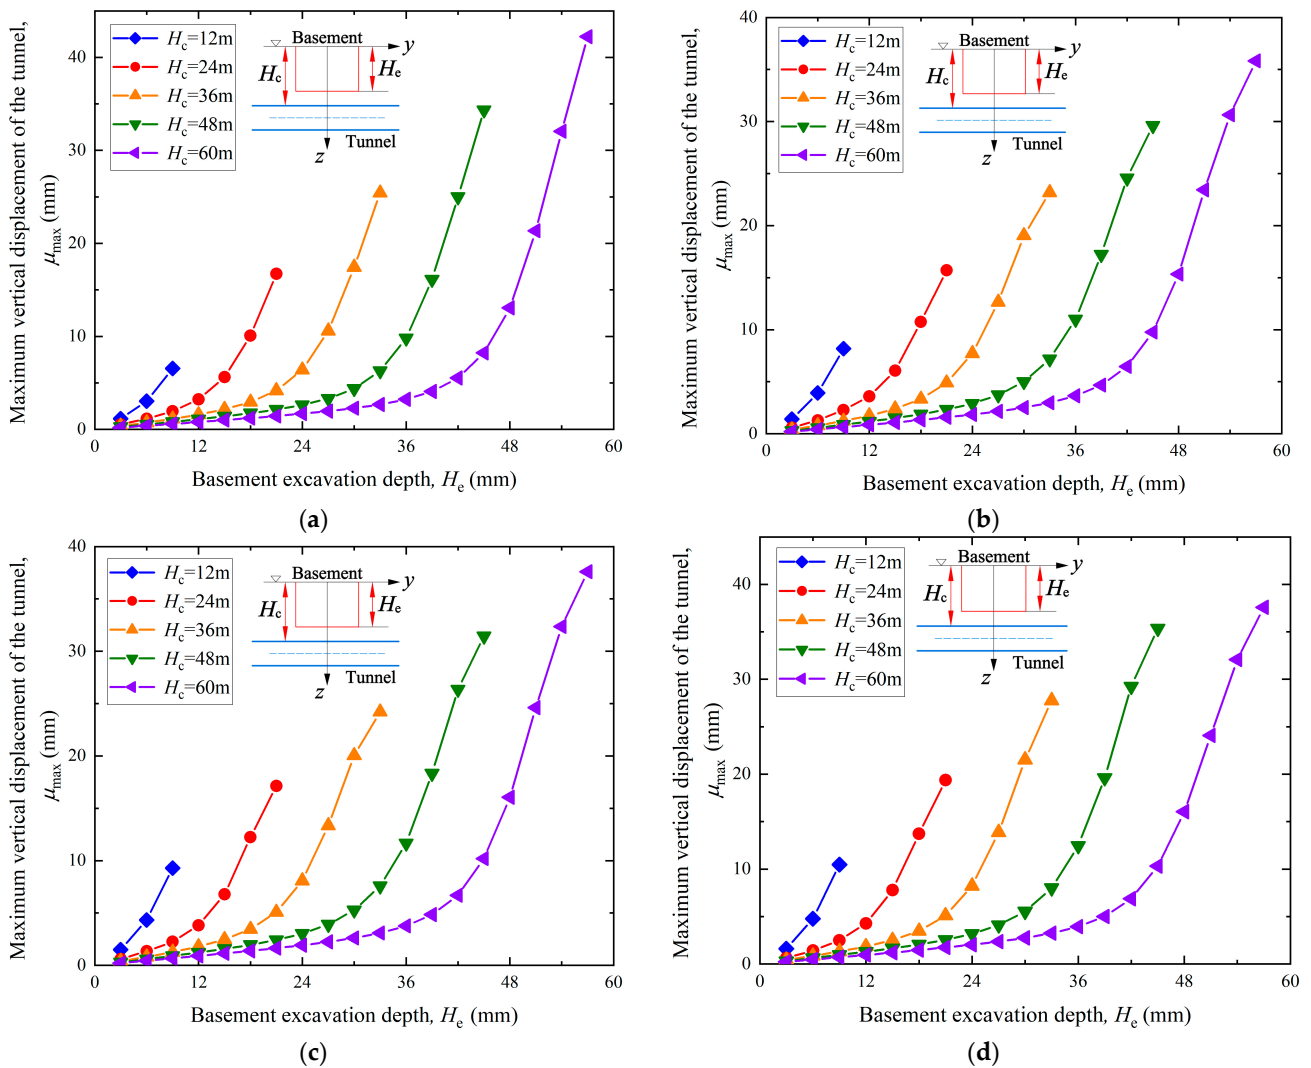 Maximum vertical displacement of the tunnel,
μmax (mm)
40
30
20
10
0
Hc=12m
Hc=24m
Hc=36m
Hc=48m
Hc=60m
Basement
y
Hc
He
Tunnel
z
0 12 24 36 48 60
Basement excavation depth, He (mm)
(a)
Maximum vertical displacement of the tunnel,
μmax (mm)
40
30
20
10
0
Hc=12m
Hc=24m
Hc=36m
Hc=48m
Hc=60m
Basement
y
Hc
He
Tunnel
z
0 12 24 36 48 60
Basement excavation depth, He (mm)
(b)
Maximum vertical displacement of the tunnel,
μmax (mm)
40
30
20
10
0
Hc=12m
Hc=24m
Hc=36m
Hc=48m
Hc=60m
Basement
y
Hc
He
Tunnel
z
0 12 24 36 48 60
Basement excavation depth, He (mm)
(c)
Maximum vertical displacement of the tunnel,
μmax (mm)
40
30
20
10
0
Hc=12m
Hc=24m
Hc=36m
Hc=48m
Hc=60m
Basement
y
Hc
He
Tunnel
z
0 12 24 36 48 60
Basement excavation depth, He (mm)
(d)